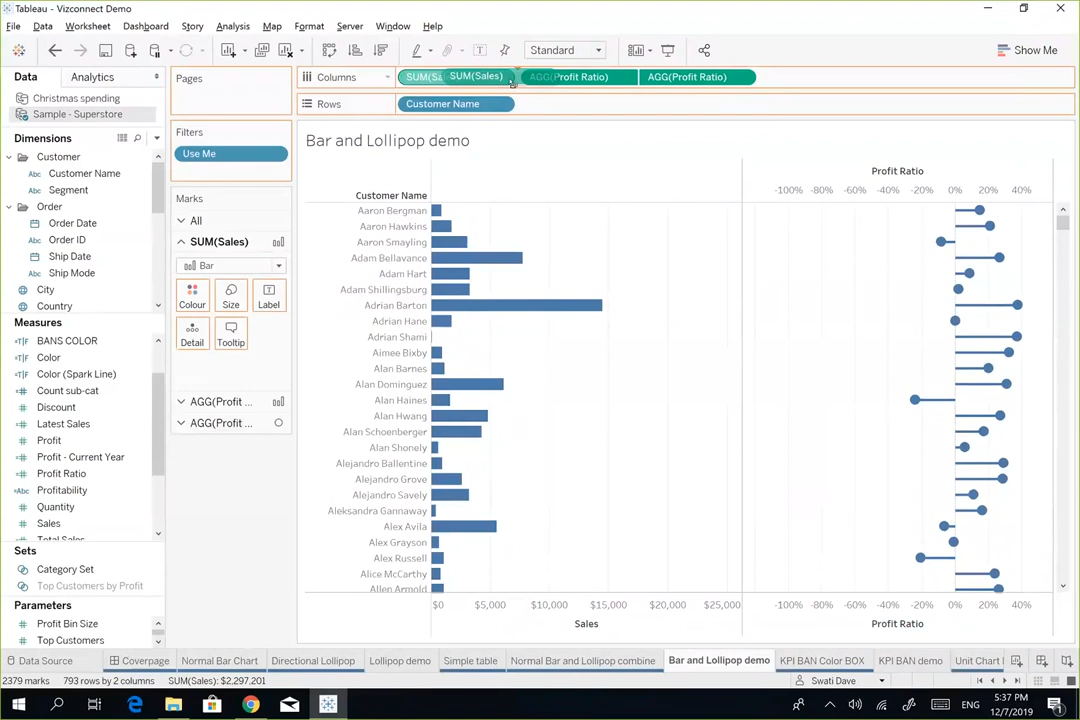 Tableau - Vizconnect Demo
File Data Worksheet Dashboard Story Analysis Map Format Server Window Help
Standard
Show Me
Data Analytics
Pages
Columns SUM(Sa SUM(Sales) AGG(Profit Ratio) AGG(Profit Ratio)
Rows Customer Name
Christmas spending
Sample - Superstore
Dimensions
Customer
Abc Customer Name
Abc Segment
Order
Order Date
Abc Order ID
Ship Date
Abc Ship Mode
City
Country
Measures
=T|F BANS COLOR
=T|F Color
=T|F Color (Spark Line)
Count sub-cat
Discount
Latest Sales
Profit
Profit - Current Year
Profit Ratio
=Abc Profitability
Quantity
Sales
Total Sales
Sets
Category Set
Top Customers by Profit
Parameters
Profit Bin Size
Top Customers
Filters
Use Me
Marks
All
SUM(Sales)
Bar
Colour Size Label
Detail Tooltip
AGG(Profit ...
AGG(Profit ...
Bar and Lollipop demo
Profit Ratio
-100% -80% -60% -40% -20% 0% 20% 40%
Customer Name
Aaron Bergman
Aaron Hawkins
Aaron Smayling
Adam Bellavance
Adam Hart
Adam Shillingsburg
Adrian Barton
Adrian Hane
Adrian Shami
Aimee Bixby
Alan Barnes
Alan Dominguez
Alan Haines
Alan Hwang
Alan Schoenberger
Alan Shonely
Alejandro Ballentine
Alejandro Grove
Alejandro Savely
Aleksandra Gannaway
Alex Avila
Alex Grayson
Alex Russell
Alice McCarthy
Allen Armold
$0 $5,000 $10,000 $15,000 $20,000 $25,000 -100% -80% -60% -40% -20% 0% 20% 40%
Sales Profit Ratio
Data Source Coverpage Normal Bar Chart Directional Lollipop Lollipop demo Simple table Normal Bar and Lollipop combine Bar and Lollipop demo KPI BAN Color BOX KPI BAN demo Unit Chart
2379 marks 793 rows by 2 columns SUM(Sales): $2,297,201 Swati Dave
ENG 5:37 PM
12/7/2019